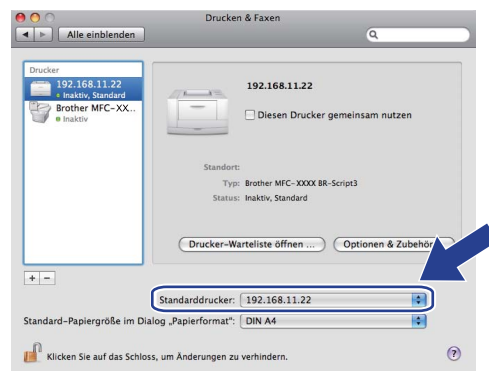 Drucken & Faxen
Alle einblenden
Drucker
192.168.11.22
Inaktiv, Standard
Brother MFC-XX..
Inaktiv
192.168.11.22
Diesen Drucker gemeinsam nutzen
Standort:
Typ: Brother MFC-XXXX BR-Script3
Status: Inaktiv, Standard
Drucker-Warteliste öffnen ...
Optionen & Zubehör
+ -
Standarddrucker: 192.168.11.22
Standard-Papiergröße im Dialog „Papierformat“: DIN A4
Klicken Sie auf das Schloss, um Änderungen zu verhindern.
?